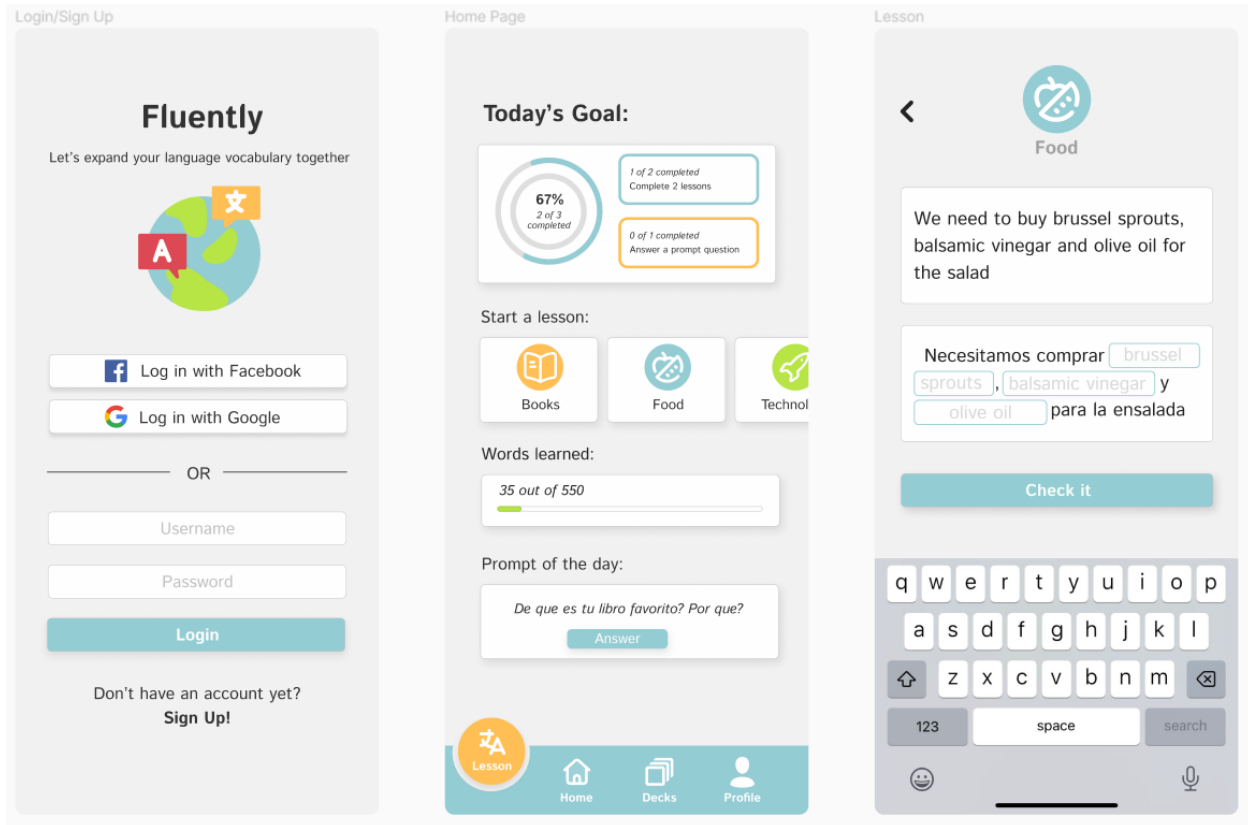 Login/Sign Up
Fluently
Let's expand your language vocabulary together
文
A
Log in with Facebook
Log in with Google
OR
Username
Password
Login
Don't have an account yet?
Sign Up!
Home Page
Today's Goal:
67%
2 of 3
completed
1 of 2 completed
Complete 2 lessons
0 of 1 completed
Answer a prompt question
Start a lesson:
Books
Food
Technol
Words learned:
35 out of 550
Prompt of the day:
De que es tu libro favorito? Por que?
Answer
Lesson
Home
Decks
Profile
Lesson
Food
We need to buy brussel sprouts,
balsamic vinegar and olive oil for
the salad
Necesitamos comprar brussel
sprouts , balsamic vinegar y
olive oil para la ensalada
Check it
q w e r t y u i o p
a s d f g h j k l
z x c v b n m
123 space search